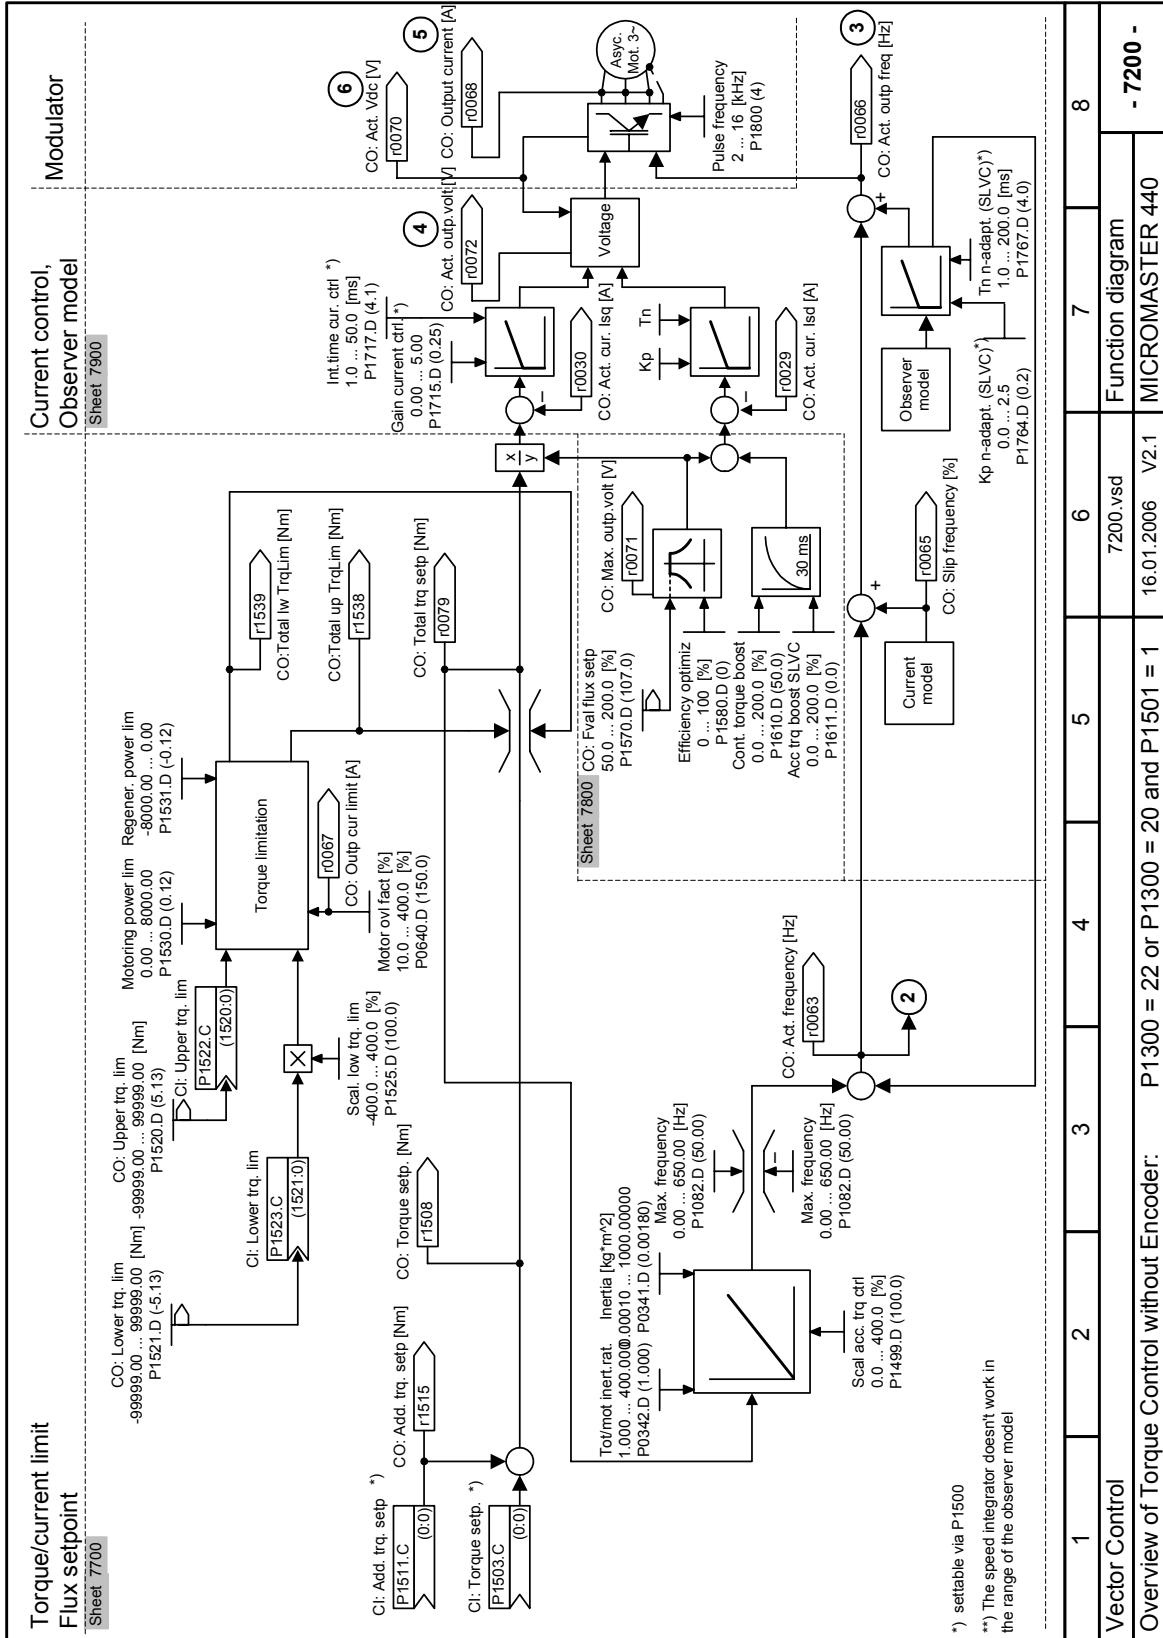 Torque/current limit
Flux setpoint
Sheet 7700
Current control,
Observer model
Sheet 7900
Modulator
CO: Lower trq. lim
-99999.00 ... 99999.00 [Nm]
P1521.D (-5.13)
CO: Upper trq. lim
-99999.00 ... 99999.00 [Nm]
P1520.D (5.13)
CI: Upper trq. lim
P1522.C
(1520:0)
CI: Lower trq. lim
P1523.C
(1521:0)
Scal. low trq. lim
-400.0 ... 400.0 [%]
P1525.D (100.0)
Motoring power lim
0.00 ... 8000.00
P1530.D (0.12)
Regener. power lim
-8000.00 ... 0.00
P1531.D (-0.12)
Torque limitation
r0067
CO: Outp cur limit [A]
Motor ovl fact [%]
10.0 ... 400.0 [%]
P0640.D (150.0)
r1539
CO:Total lw TrqLim [Nm]
r1538
CO:Total up TrqLim [Nm]
CO: Total trq setp [Nm]
r0079
CI: Add. trq. setp *)
P1511.C
(0:0)
CO: Add. trq. setp [Nm]
r1515
CI: Torque setp. *)
P1503.C
(0:0)
CO: Torque setp. [Nm]
r1508
x
y
Int.time cur. ctrl *)
1.0 ... 50.0 [ms]
P1717.D (4.1)
Gain current ctrl. *)
0.00 ... 5.00
P1715.D (0.25)
r0030
CO: Act. cur. Isq [A]
Kp
Tn
r0029
CO: Act. cur. Isd [A]
Voltage
4
CO: Act. outp.volt [V]
r0072
6
r0070
CO: Act. Vdc [V]
5
r0068
CO: Output current [A]
Asyc.
Mot. 3~
Pulse frequency
2 ... 16 [kHz]
P1800 (4)
Sheet 7800
CO: Fval flux setp
50.0 ... 200.0 [%]
P1570.D (107.0)
CO: Max. outp.volt [V]
r0071
Efficiency optimiz
0 ... 100 [%]
P1580.D (0)
Cont. torque boost
0.0 ... 200.0 [%]
P1610.D (50.0)
Acc trq boost SLVC
0.0 ... 200.0 [%]
P1611.D (0.0)
30 ms
Tot/mot inert.rat.
1.000 ... 400.000
P0342.D (1.000)
Inertia [kg*m^2]
0.00010 ... 1000.00000
P0341.D (0.00180)
Scal acc. trq ctrl
0.0 ... 400.0 [%]
P1499.D (100.0)
Max. frequency
0.00 ... 650.00 [Hz]
P1082.D (50.00)
Max. frequency
0.00 ... 650.00 [Hz]
P1082.D (50.00)
CO: Act. frequency [Hz]
r0063
2
Current
model
r0065
CO: Slip frequency [%]
Observer
model
Kp n-adapt. (SLVC)*)
0.0 ... 2.5
P1764.D (0.2)
Tn n-adapt. (SLVC)*)
1.0 ... 200.0 [ms]
P1767.D (4.0)
3
r0066
CO: Act. outp freq [Hz]
*) settable via P1500
**) The speed integrator doesn't work in
the range of the observer model
1 2 3 4 5 6 7 8
Vector Control
7200.vsd
Function diagram
- 7200 -
Overview of Torque Control without Encoder: P1300 = 22 or P1300 = 20 and P1501 = 1
16.01.2006 V2.1
MICROMASTER 440